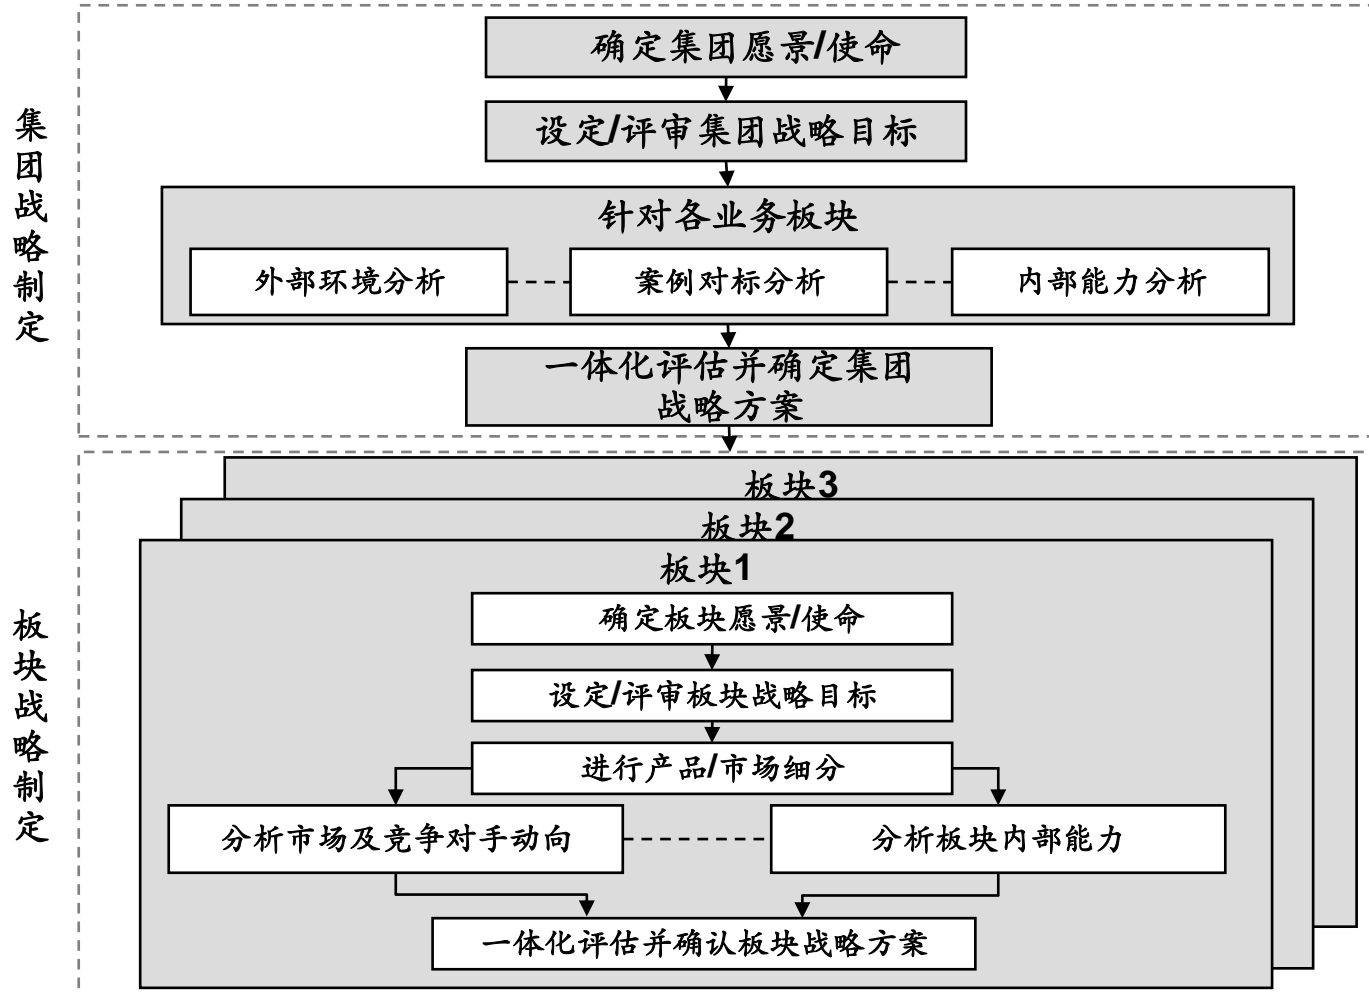 集团战略制定
确定集团愿景/使命
设定/评审集团战略目标
针对各业务板块
外部环境分析
案例对标分析
内部能力分析
一体化评估并确定集团
战略方案
板块战略制定
板块3
板块2
板块1
确定板块愿景/使命
设定/评审板块战略目标
进行产品/市场细分
分析市场及竞争对手动向
分析板块内部能力
一体化评估并确认板块战略方案